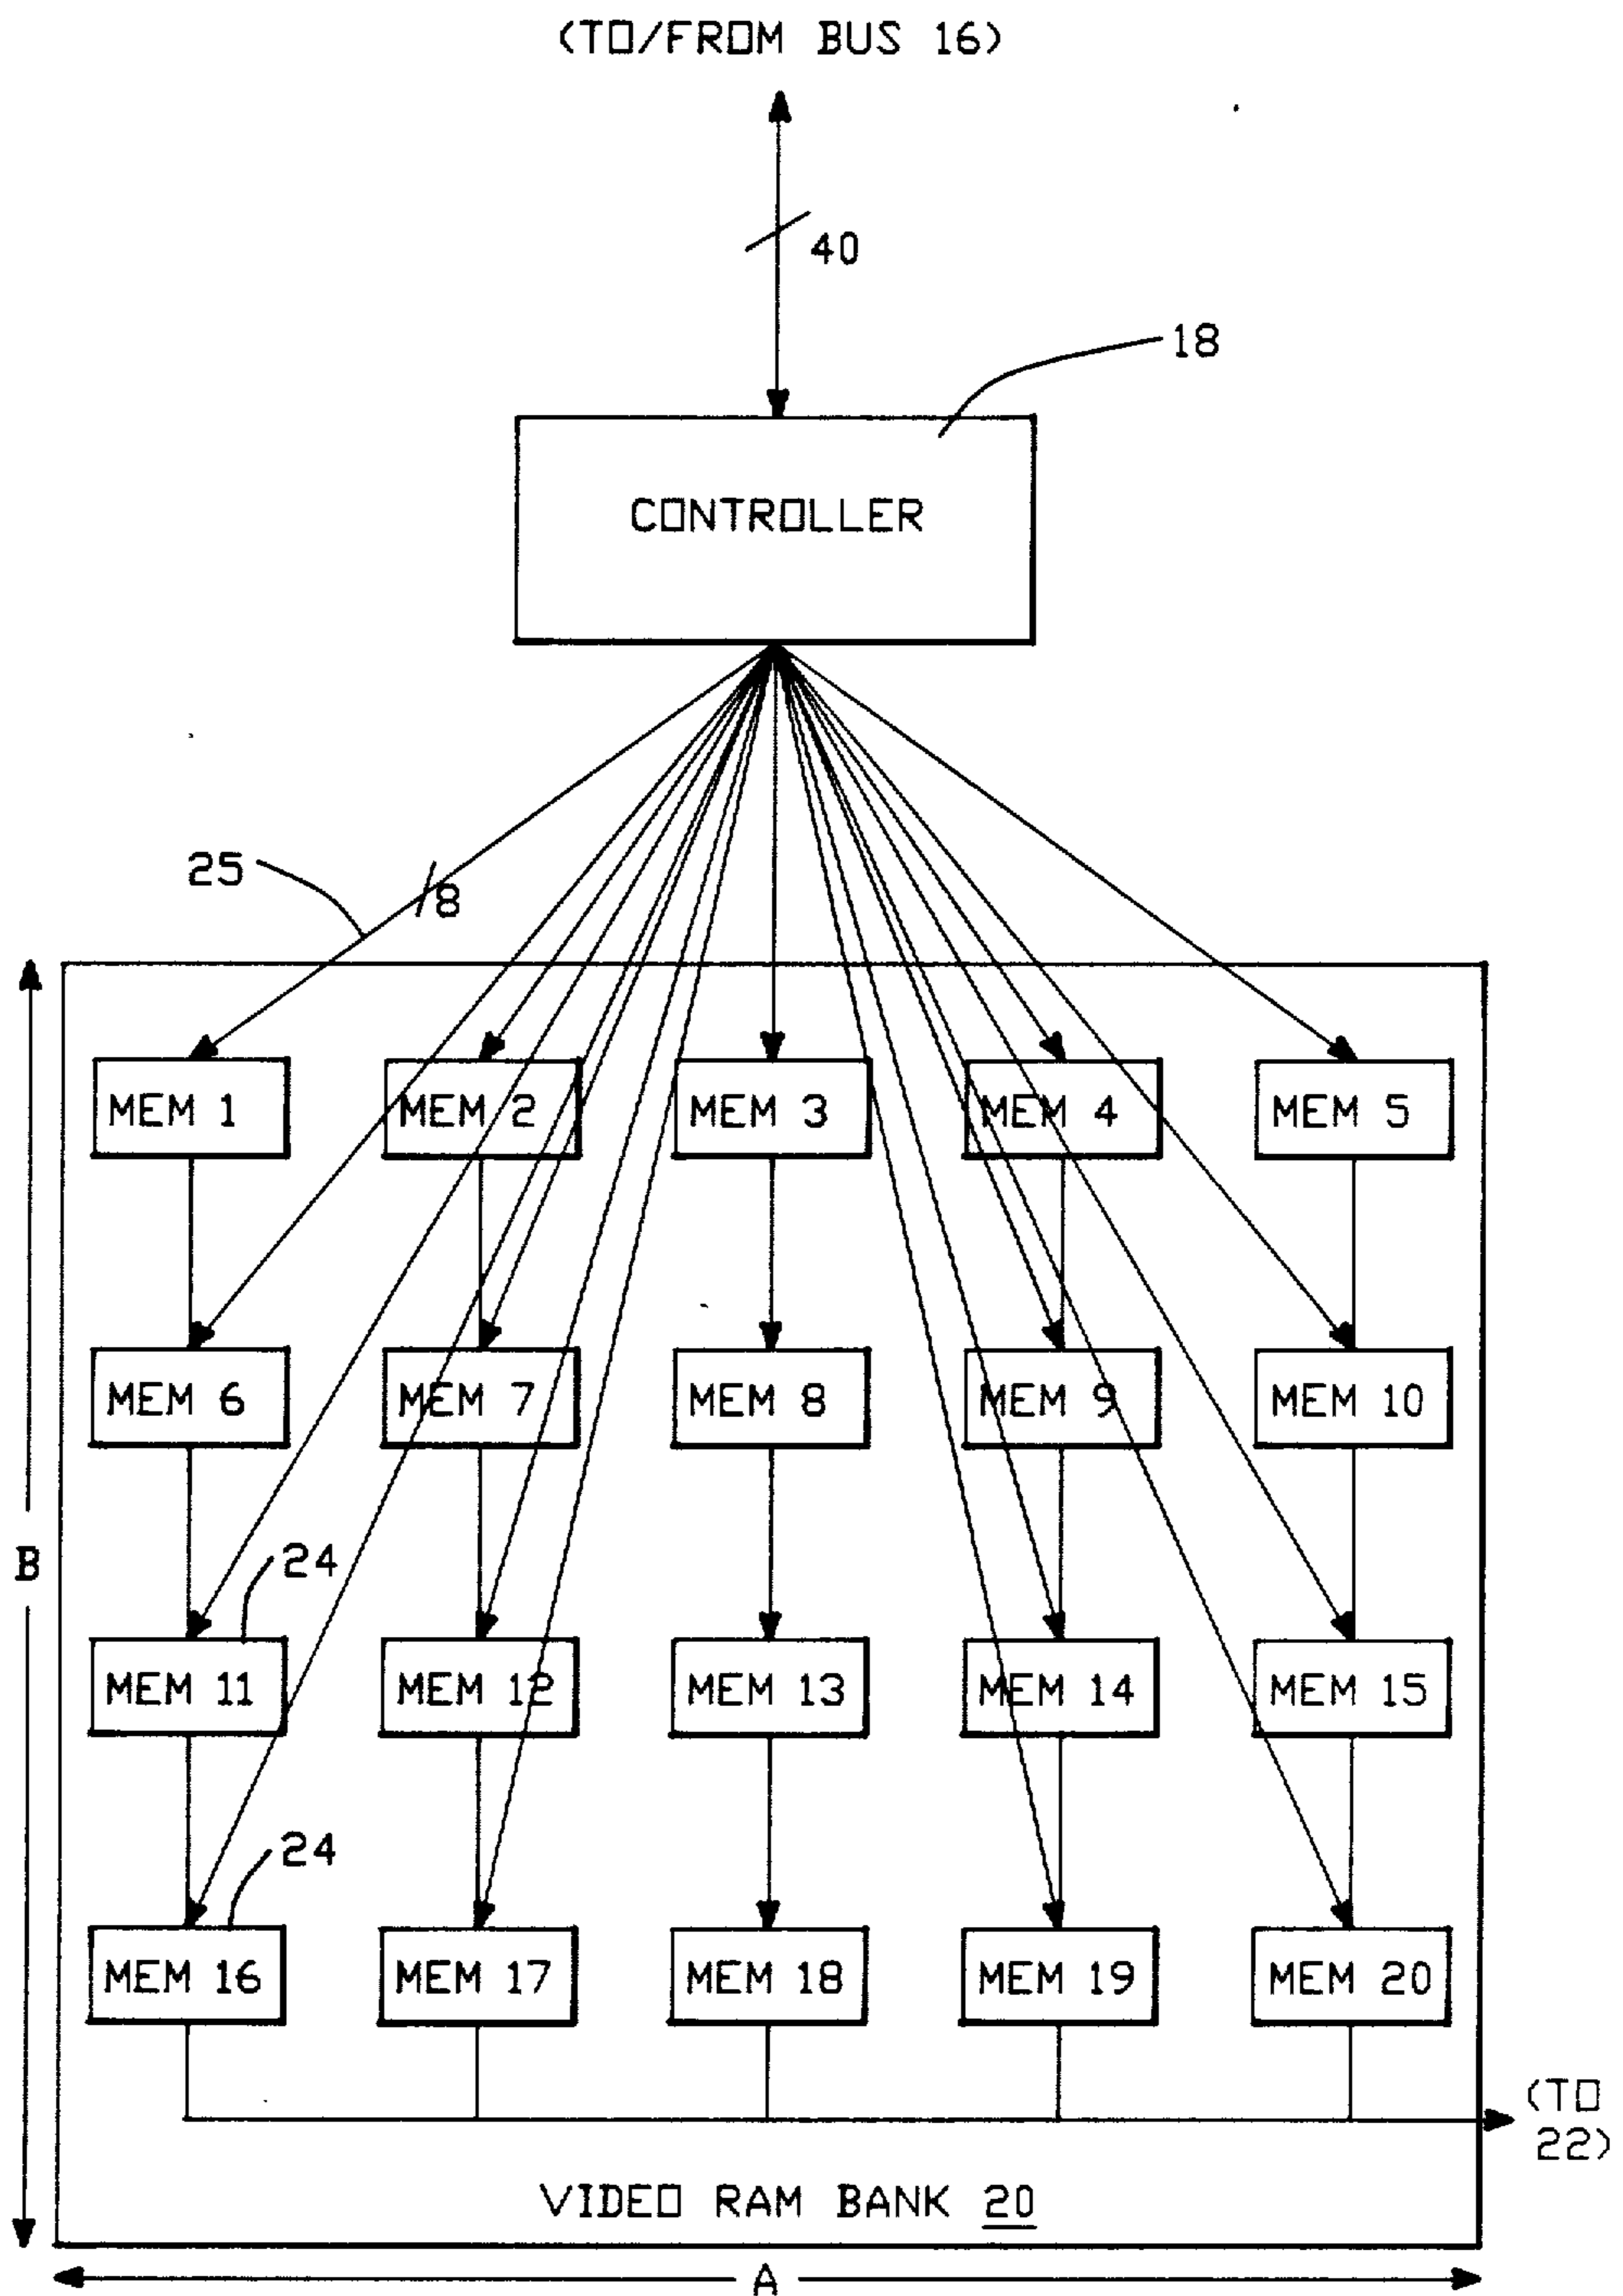 (TO/FROM BUS 16)
40
18
CONTROLLER
25
8
MEM 1 MEM 2 MEM 3 MEM 4 MEM 5
MEM 6 MEM 7 MEM 8 MEM 9 MEM 10
B
24
MEM 11 MEM 12 MEM 13 MEM 14 MEM 15
24
MEM 16 MEM 17 MEM 18 MEM 19 MEM 20
(TO
22)
VIDEO RAM BANK 20
A